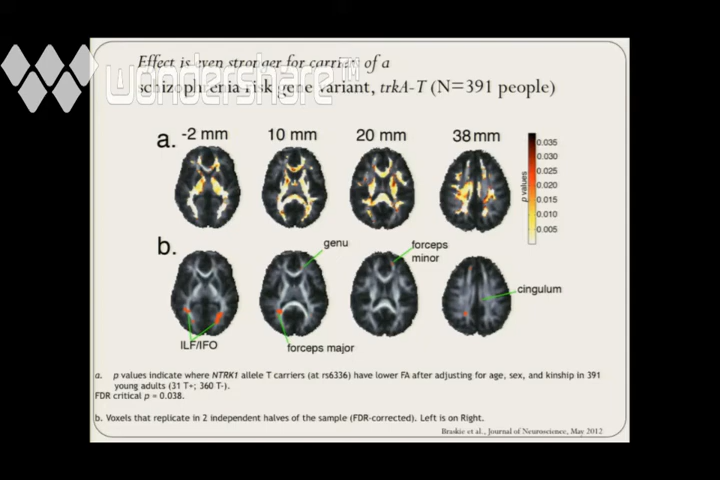 Effect is even stronger for carriers of a
wondershare™
schizophrenia risk gene variant, trkA-T (N=391 people)
a. -2 mm 10 mm 20 mm 38 mm
0.035
0.030
0.025
0.020
0.015
0.010
0.005
p values
b.
genu
forceps minor
cingulum
ILF/IFO
forceps major
a. p values indicate where NTRK1 allele T carriers (at rs6336) have lower FA after adjusting for age, sex, and kinship in 391
young adults (31 T+; 360 T-).
FDR critical p = 0.038.
b. Voxels that replicate in 2 independent halves of the sample (FDR-corrected). Left is on Right.
Braskie et al., Journal of Neuroscience, May 2012